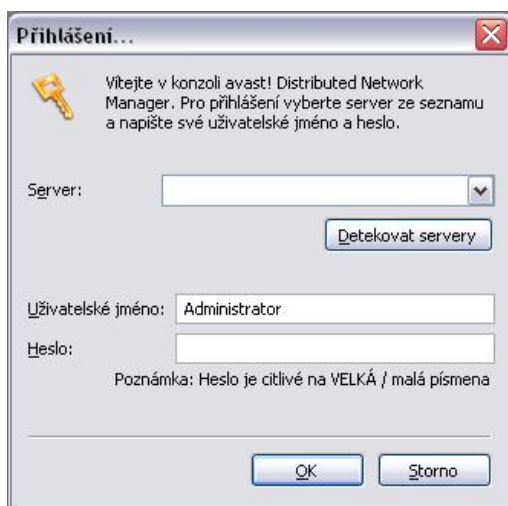 Přihlášení...
Vítejte v konzoli avast! Distributed Network
Manager. Pro přihlášení vyberte server ze seznamu
a napište své uživatelské jméno a heslo.
Server:
Detekovat servery
Uživatelské jméno: Administrator
Heslo:
Poznámka: Heslo je citlivé na VELKÁ / malá písmena
OK Storno